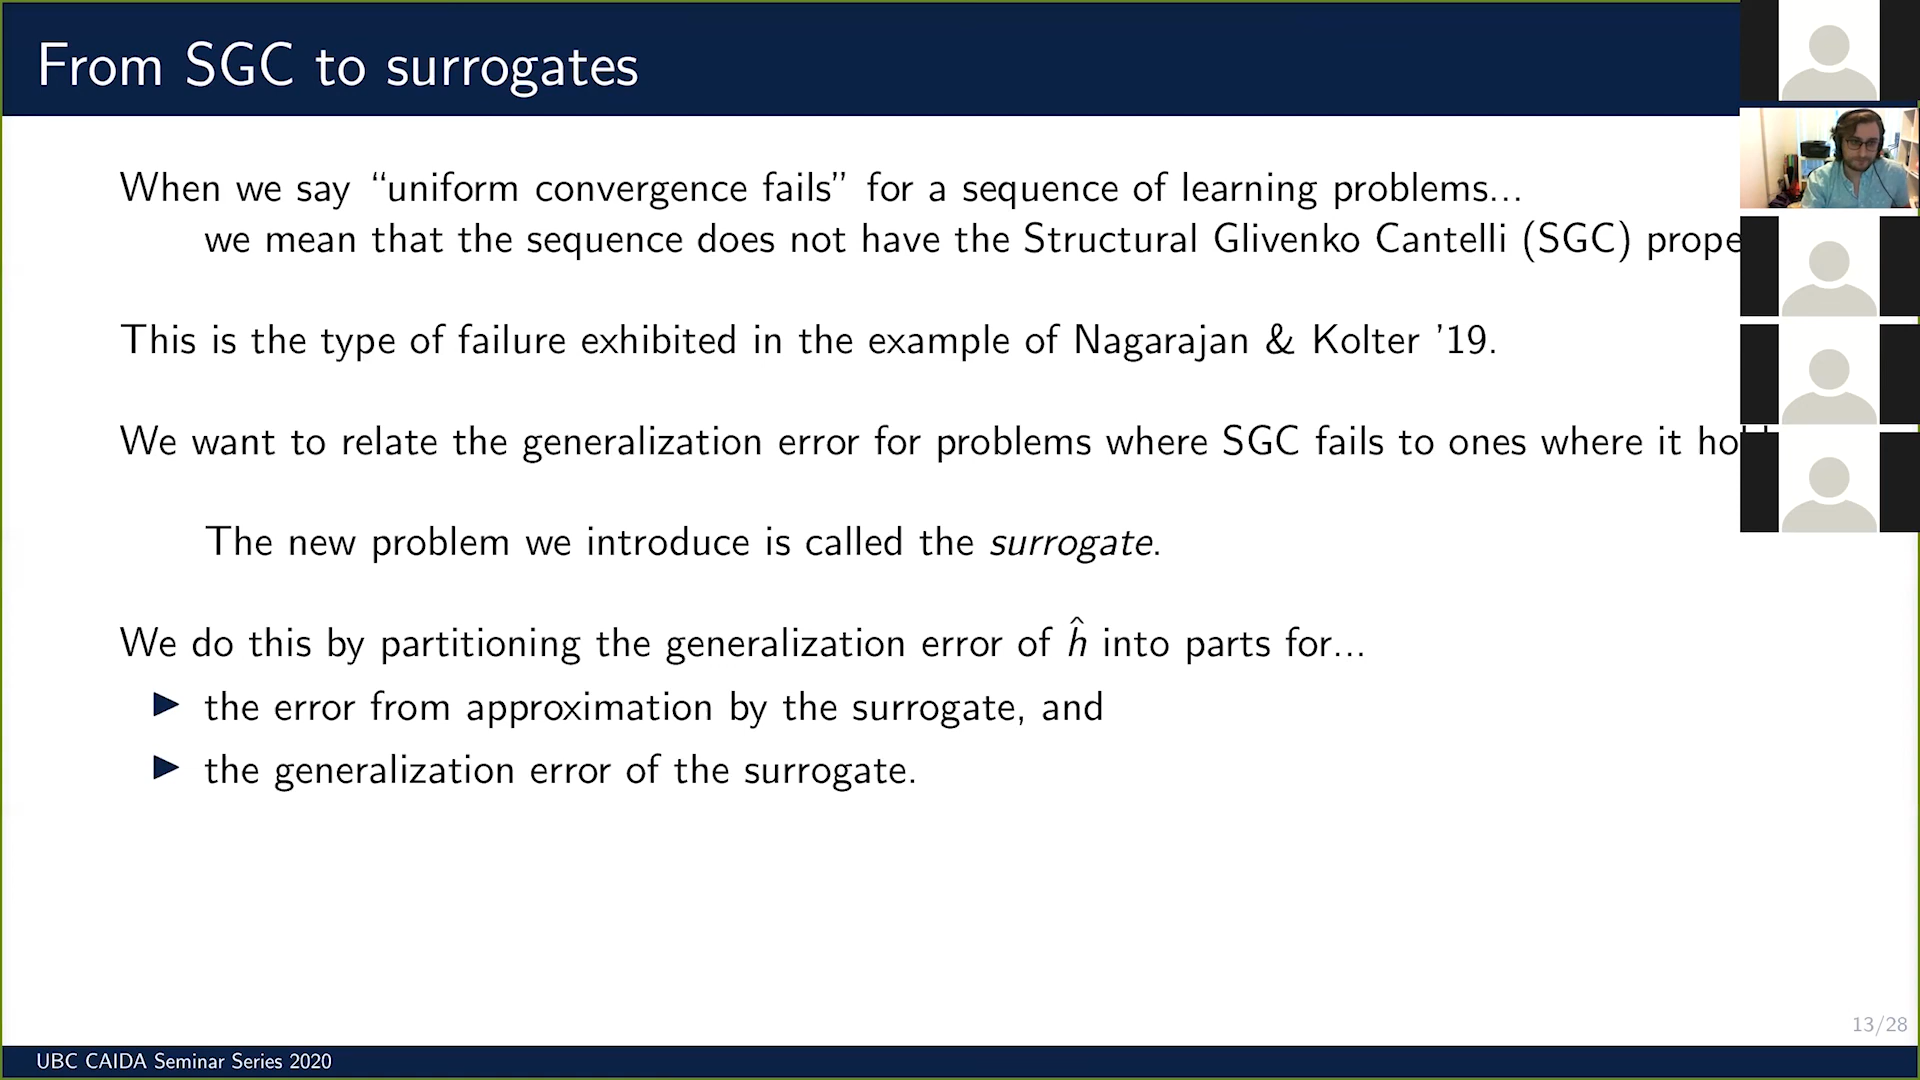 From SGC to surrogates
When we say “uniform convergence fails” for a sequence of learning problems...
we mean that the sequence does not have the Structural Glivenko Cantelli (SGC)
This is the type of failure exhibited in the example of Nagarajan & Kolter ’19.
We want to relate the generalization error for problems where SGC fails to ones where it
The new problem we introduce is called the surrogate.
We do this by partitioning the generalization error of ĥ into parts for...
▶ the error from approximation by the surrogate, and
▶ the generalization error of the surrogate.
13/28
UBC CAIDA Seminar Series 2020